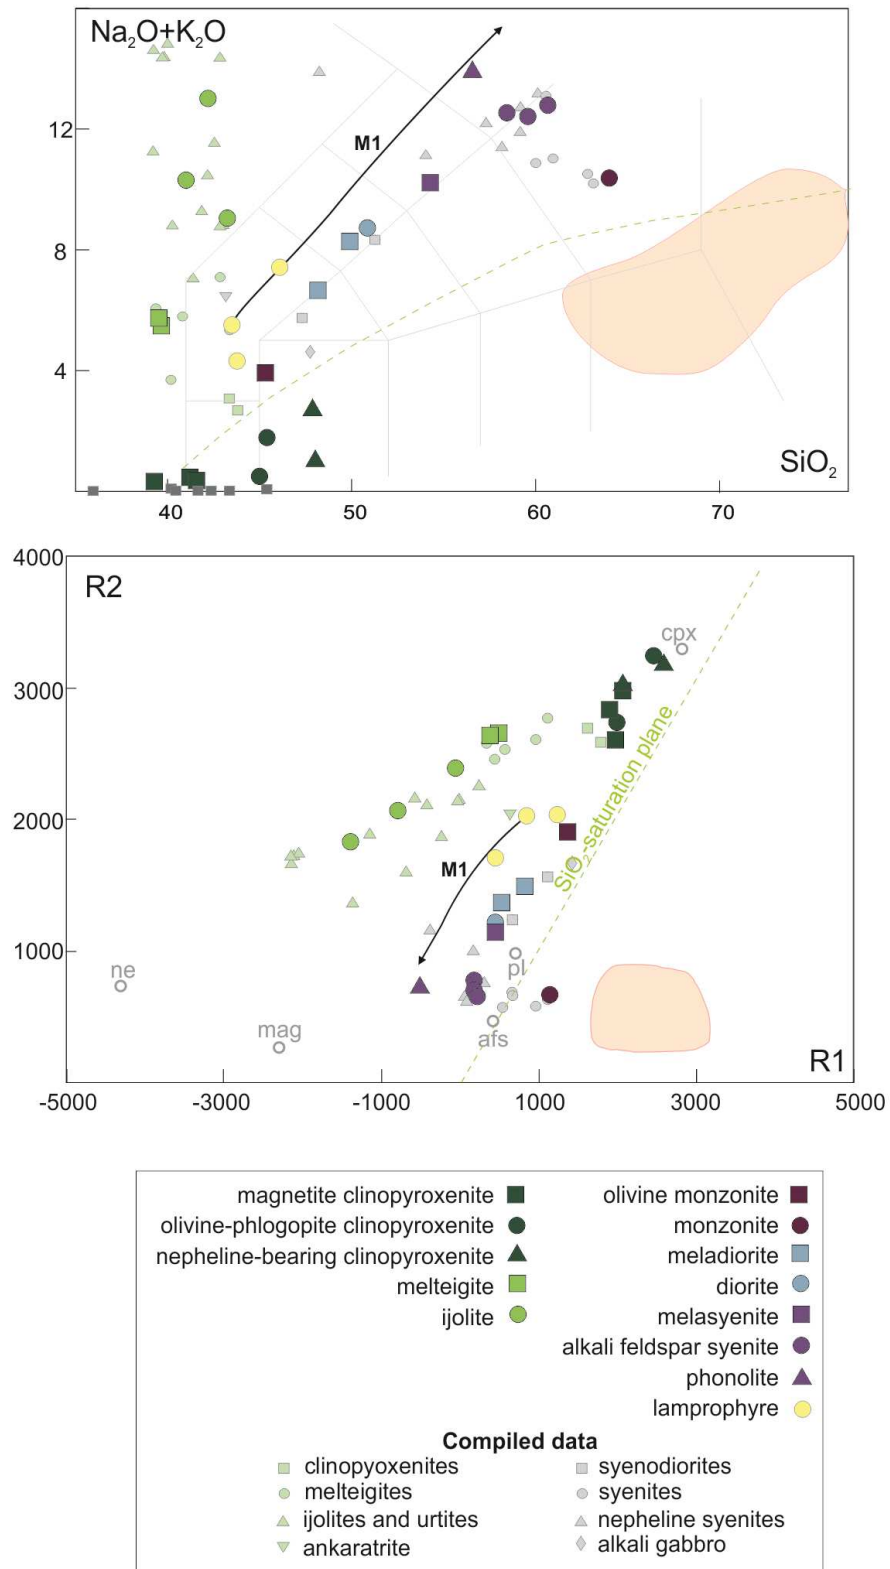 Na₂O+K₂O
12
M1
8
4
SiO₂
40 50 60 70
4000
R2
cpx
3000
SiO₂-saturation plane
2000
M1
1000
ne
pl
mag
afs
R1
-5000 -3000 -1000 1000 3000 5000
magnetite clinopyroxenite
olivine-phlogopite clinopyroxenite
nepheline-bearing clinopyroxenite
melteigite
ijolite
olivine monzonite
monzonite
meladiorite
diorite
melasyenite
alkali feldspar syenite
phonolite
lamprophyre
Compiled data
clinopyoxenites
melteigites
ijolites and urtites
ankaratrite
syenodiorites
syenites
nepheline syenites
alkali gabbro